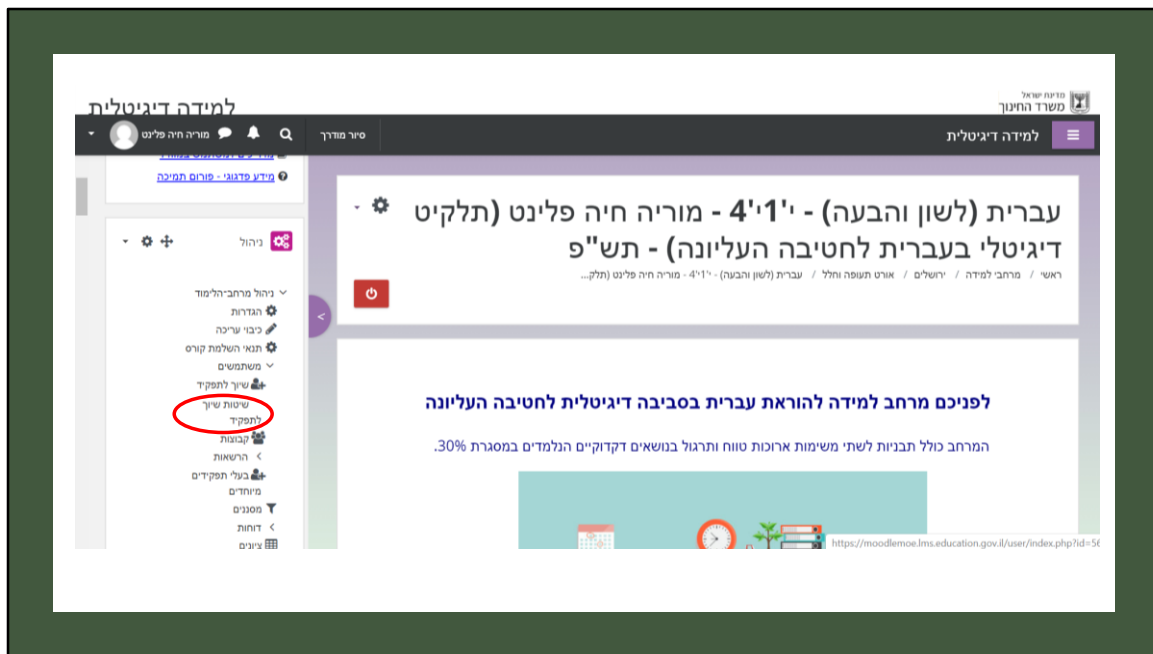 מדינת ישראל
משרד החינוך
למידה דיגיטלית
למידה דיגיטלית
סיור מודרך
מוריה חיה פלינט
מידע פדגוגי - פורום תמיכה
עברית (לשון והבעה) - י'1י'4 - מוריה חיה פלינט (תלקיט
דיגיטלי בעברית לחטיבה העליונה) - תש"פ
ראשי / מרחבי למידה / ירושלים / אורט תעופה וחלל / עברית (לשון והבעה) - י'1י'4 - מוריה חיה פלינט (תלק...
ניהול
ניהול מרחב־הלימוד
הגדרות
כיבוי עריכה
תנאי השלמת קורס
משתמשים
שיוך לתפקיד
שיטות שיוך
לתפקיד
קבוצות
הרשאות
בעלי תפקידים
מיוחדים
מסננים
דוחות
ציונים
לפניכם מרחב למידה להוראת עברית בסביבה דיגיטלית לחטיבה העליונה
המרחב כולל תבניות לשתי משימות ארוכות טווח ותרגול בנושאים דקדוקיים הנלמדים במסגרת 30%.
https://moodlemoe.lms.education.gov.il/user/index.php?id=56